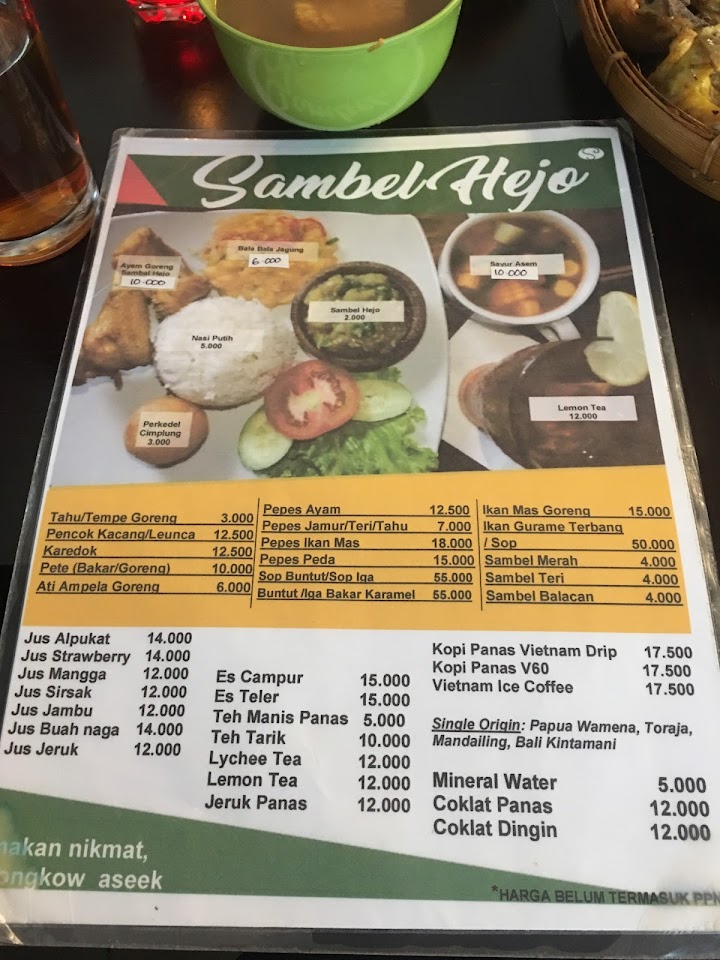 Sambel Hejo
Ayam Goreng
Sambal Hejo
10.000
Bala Bala Jagung
6.000
Sayur Asem
10.000
Sambel Hejo
2.000
Nasi Putih
5.000
Lemon Tea
12.000
Perkedel
Cimplung
3.000
Tahu/Tempe Goreng 3.000
Pencok Kacang/Leunca 12.500
Karedok 12.500
Pete (Bakar/Goreng) 10.000
Ati Ampela Goreng 6.000
Pepes Ayam 12.500
Pepes Jamur/Teri/Tahu 7.000
Pepes Ikan Mas 18.000
Pepes Peda 15.000
Sop Buntut/Sop Iga 55.000
Buntut /Iga Bakar Karamel 55.000
Ikan Mas Goreng 15.000
Ikan Gurame Terbang
/ Sop 50.000
Sambel Merah 4.000
Sambel Teri 4.000
Sambel Balacan 4.000
Jus Alpukat 14.000
Jus Strawberry 14.000
Jus Mangga 12.000
Jus Sirsak 12.000
Jus Jambu 12.000
Jus Buah naga 14.000
Jus Jeruk 12.000
Es Campur 15.000
Es Teler 15.000
Teh Manis Panas 5.000
Teh Tarik 10.000
Lychee Tea 12.000
Lemon Tea 12.000
Jeruk Panas 12.000
Kopi Panas Vietnam Drip 17.500
Kopi Panas V60 17.500
Vietnam Ice Coffee 17.500
Single Origin: Papua Wamena, Toraja,
Mandailing, Bali Kintamani
Mineral Water 5.000
Coklat Panas 12.000
Coklat Dingin 12.000
akan nikmat,
ongkow aseek
*HARGA BELUM TERMASUK PPN